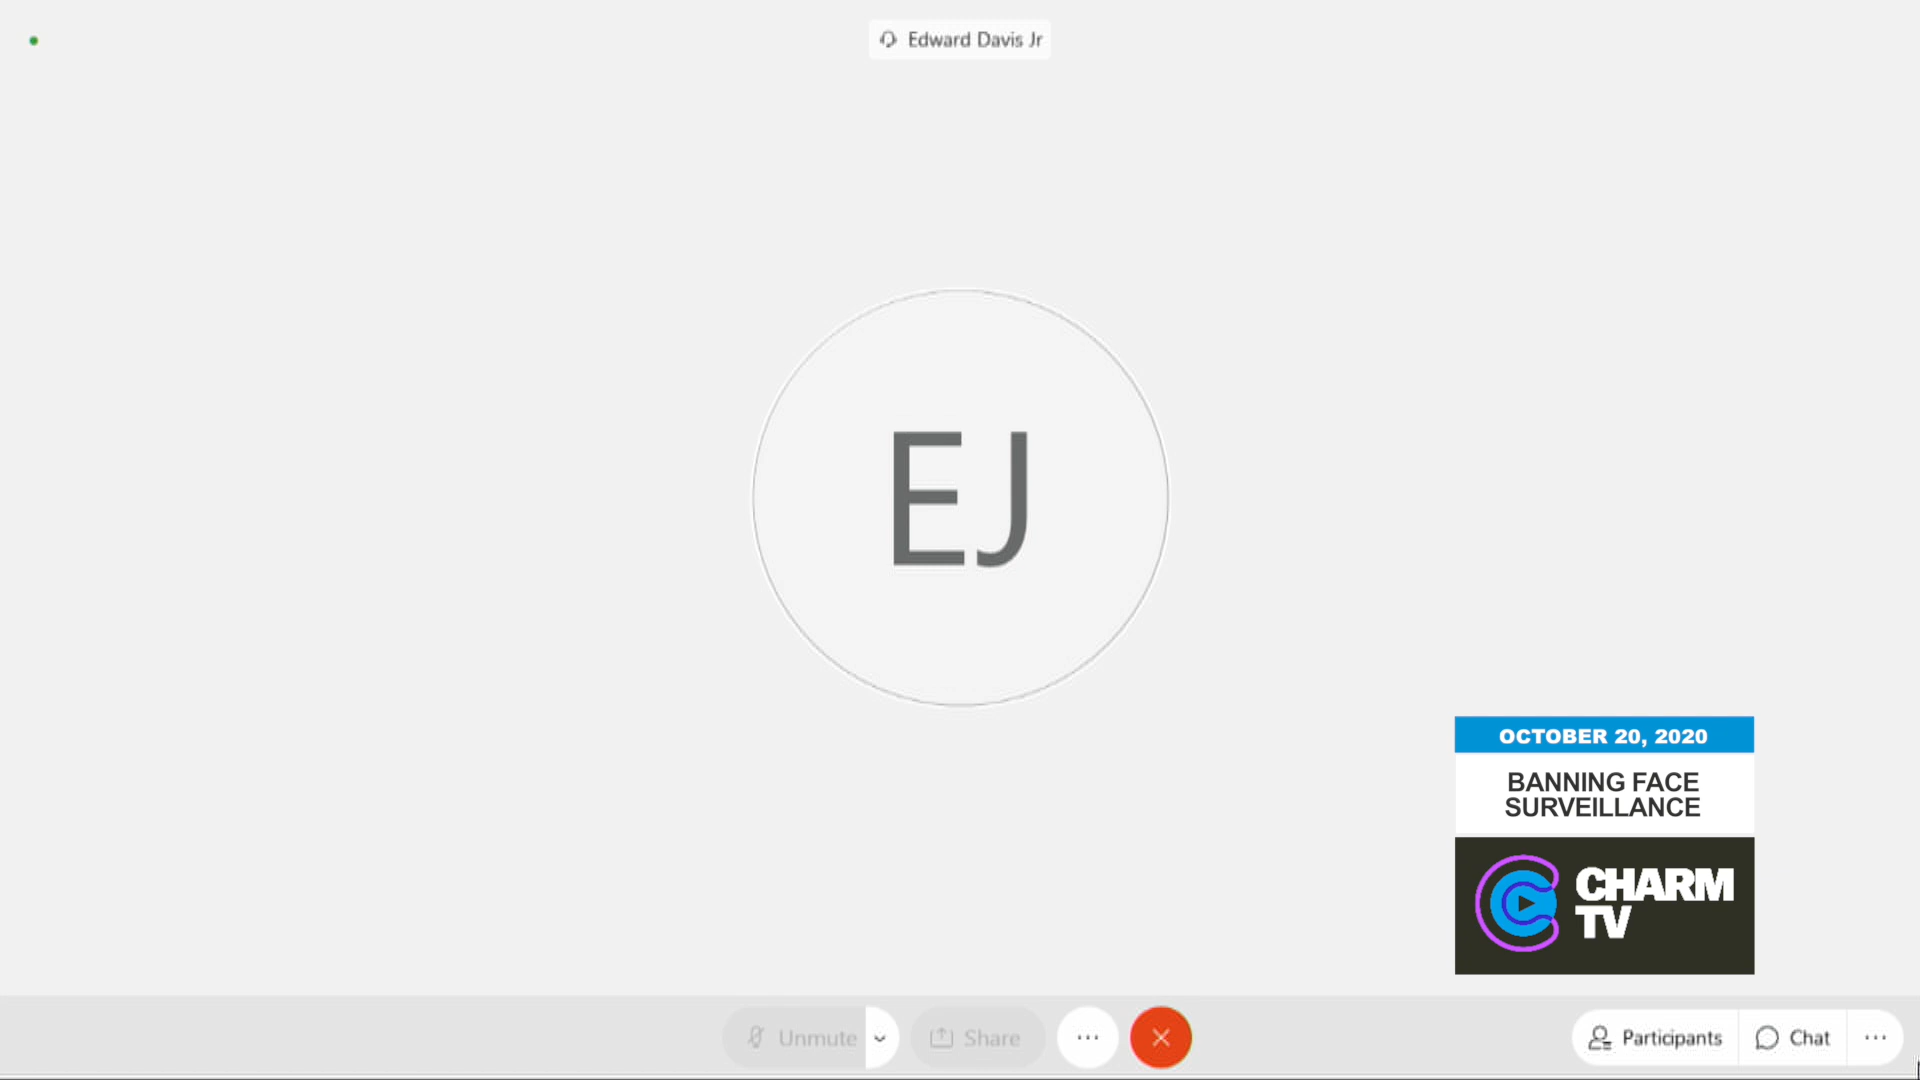 Edward Davis Jr
EJ
OCTOBER 20, 2020
BANNING FACE
SURVEILLANCE
CHARM
TV
Unmute
Share
Participants
Chat